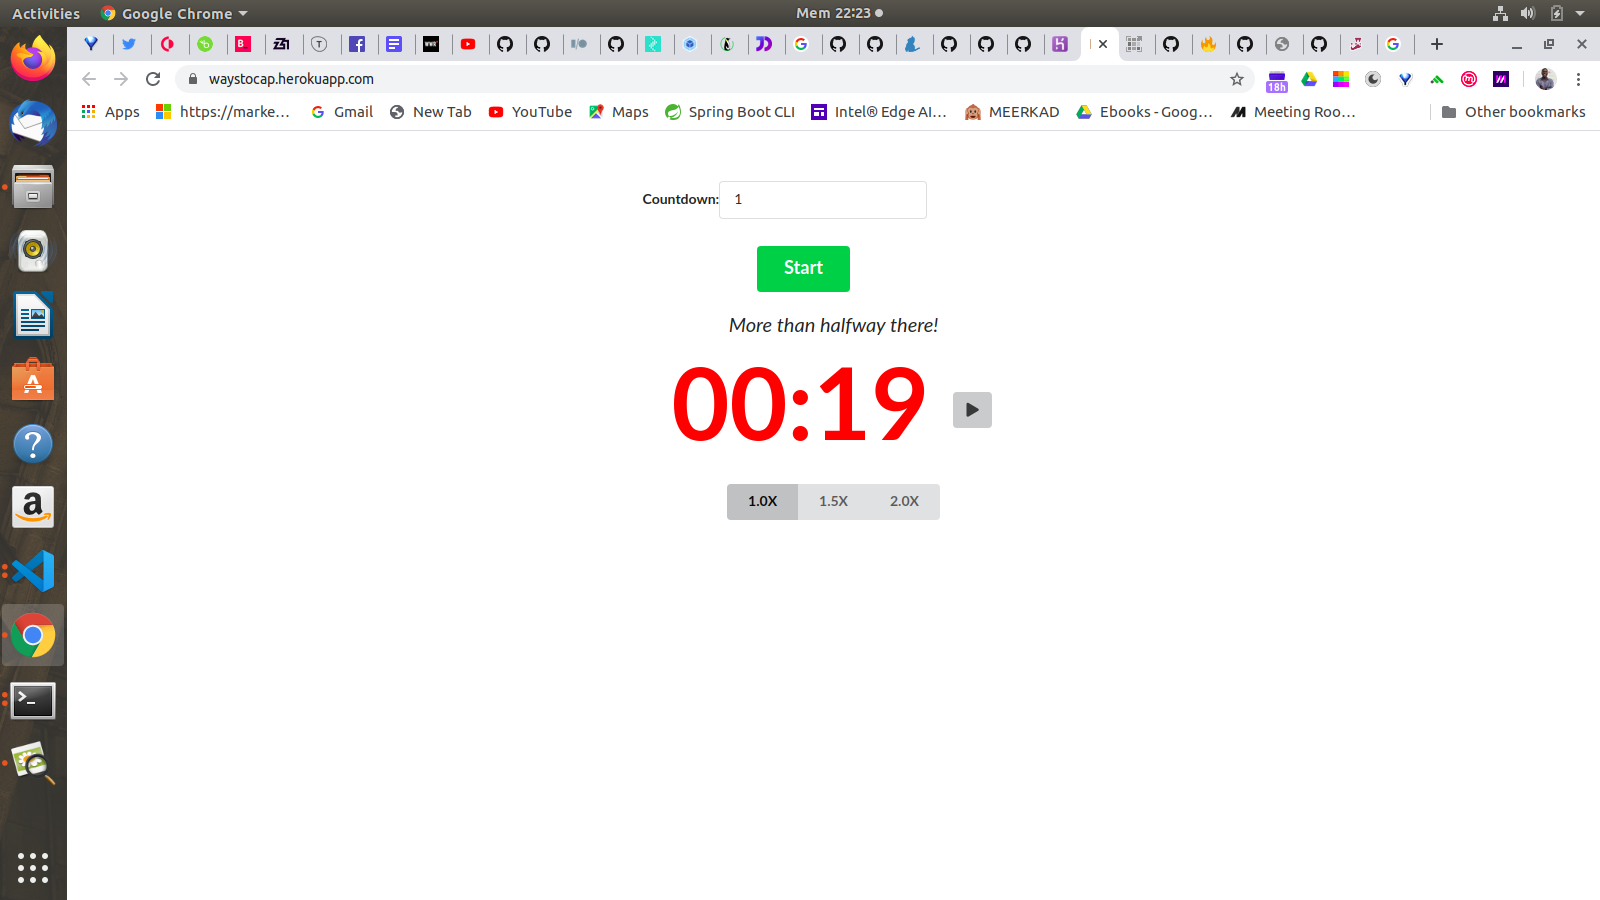 Activities Google Chrome Mem 22:23
waystocap.herokuapp.com 18h
Apps https://marke... Gmail New Tab YouTube Maps Spring Boot CLI Intel® Edge AI... MEERKAD Ebooks - Goog... Meeting Roo... Other bookmarks
Countdown: 1
Start
More than halfway there!
00:19
1.0X 1.5X 2.0X